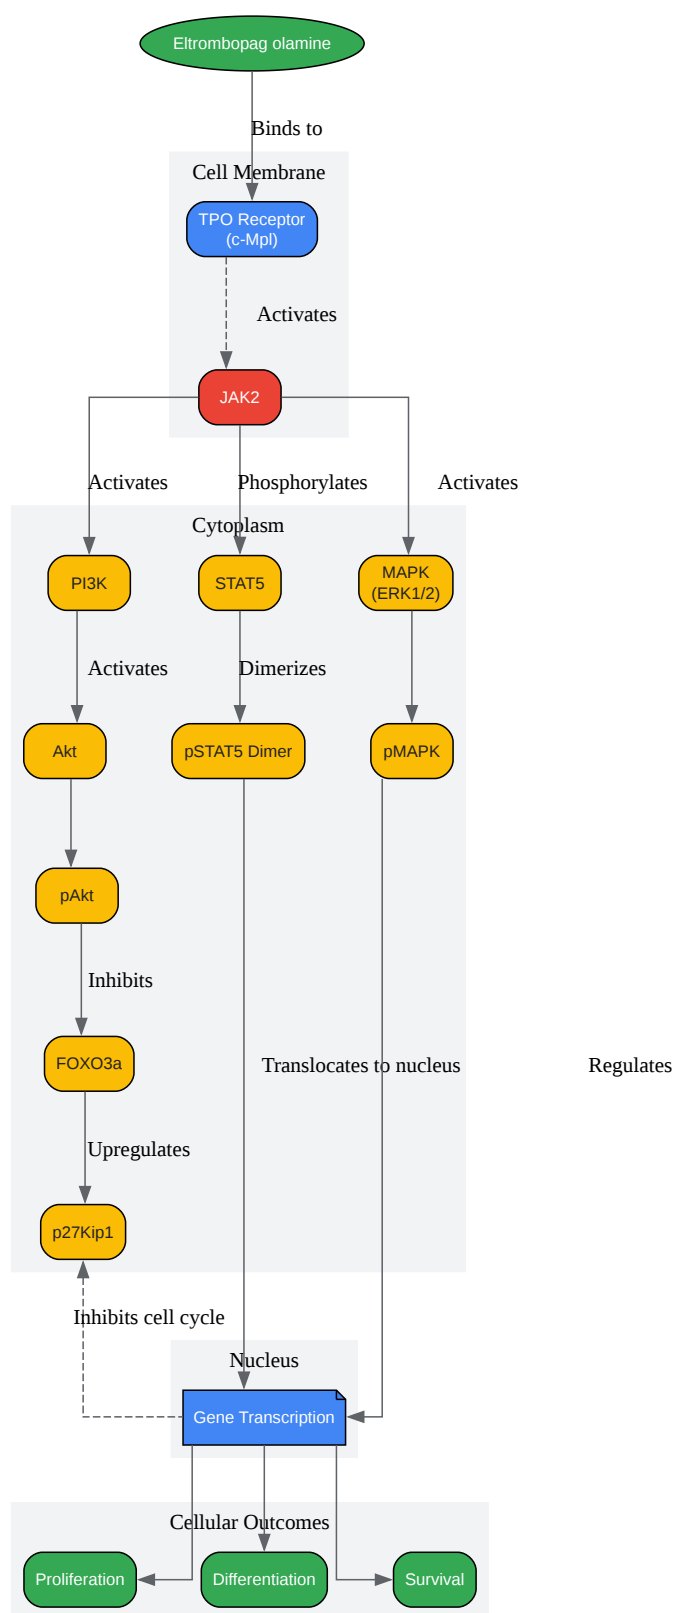 Eltrombopag olamine
Binds to
Cell Membrane
TPO Receptor
(c-Mpl)
Activates
JAK2
Activates
Phosphorylates
Activates
Cytoplasm
PI3K
STAT5
MAPK
(ERK1/2)
Activates
Dimerizes
Akt
pSTAT5 Dimer
pMAPK
pAkt
Inhibits
FOXO3a
Translocates to nucleus
Regulates
Upregulates
p27Kip1
Inhibits cell cycle
Nucleus
Gene Transcription
Cellular Outcomes
Proliferation
Differentiation
Survival